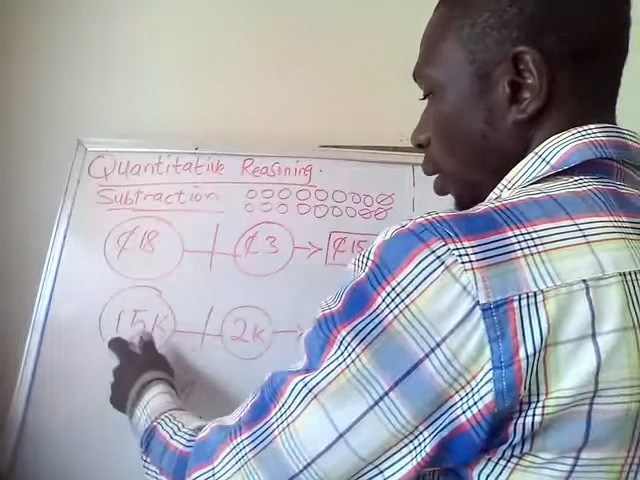 Quantitative Reasoning.
Subtraction
₵18 ₵3 ₵15
15K 2K